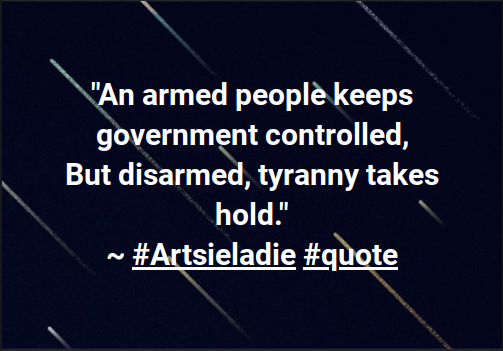 "An armed people keeps
government controlled,
But disarmed, tyranny takes
hold."
~ #Artsieladie #quote